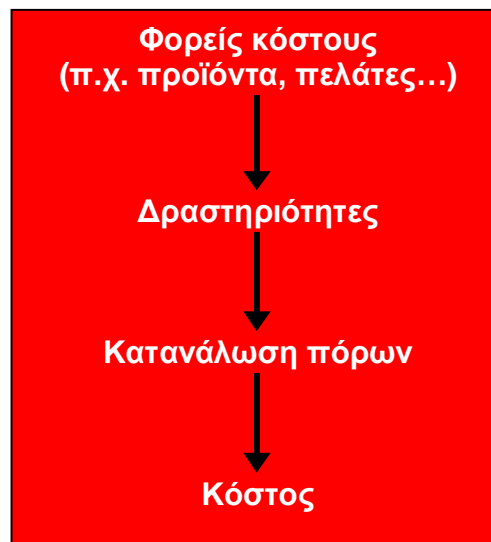 Φορείς κόστους
(π.χ. προϊόντα, πελάτες…)
Δραστηριότητες
Κατανάλωση πόρων
Κόστος